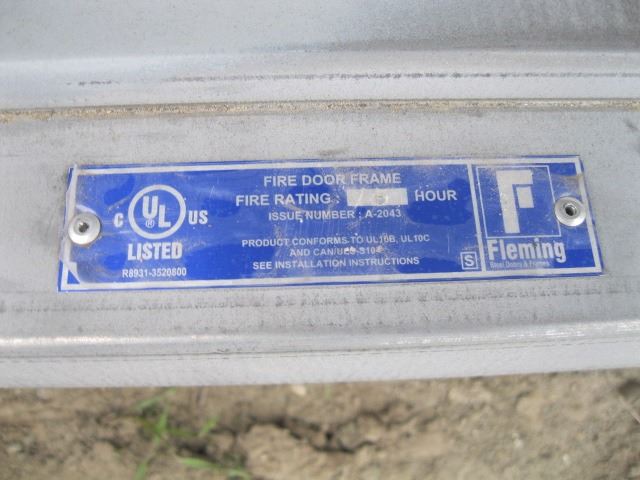 FIRE DOOR FRAME
FIRE RATING : HOUR
ISSUE NUMBER : A-2043
C UL US
LISTED
R8931-3520800
PRODUCT CONFORMS TO UL10B, UL10C
AND CAN/ULC-S104
SEE INSTALLATION INSTRUCTIONS
S
F
Fleming
Steel Doors & Frames